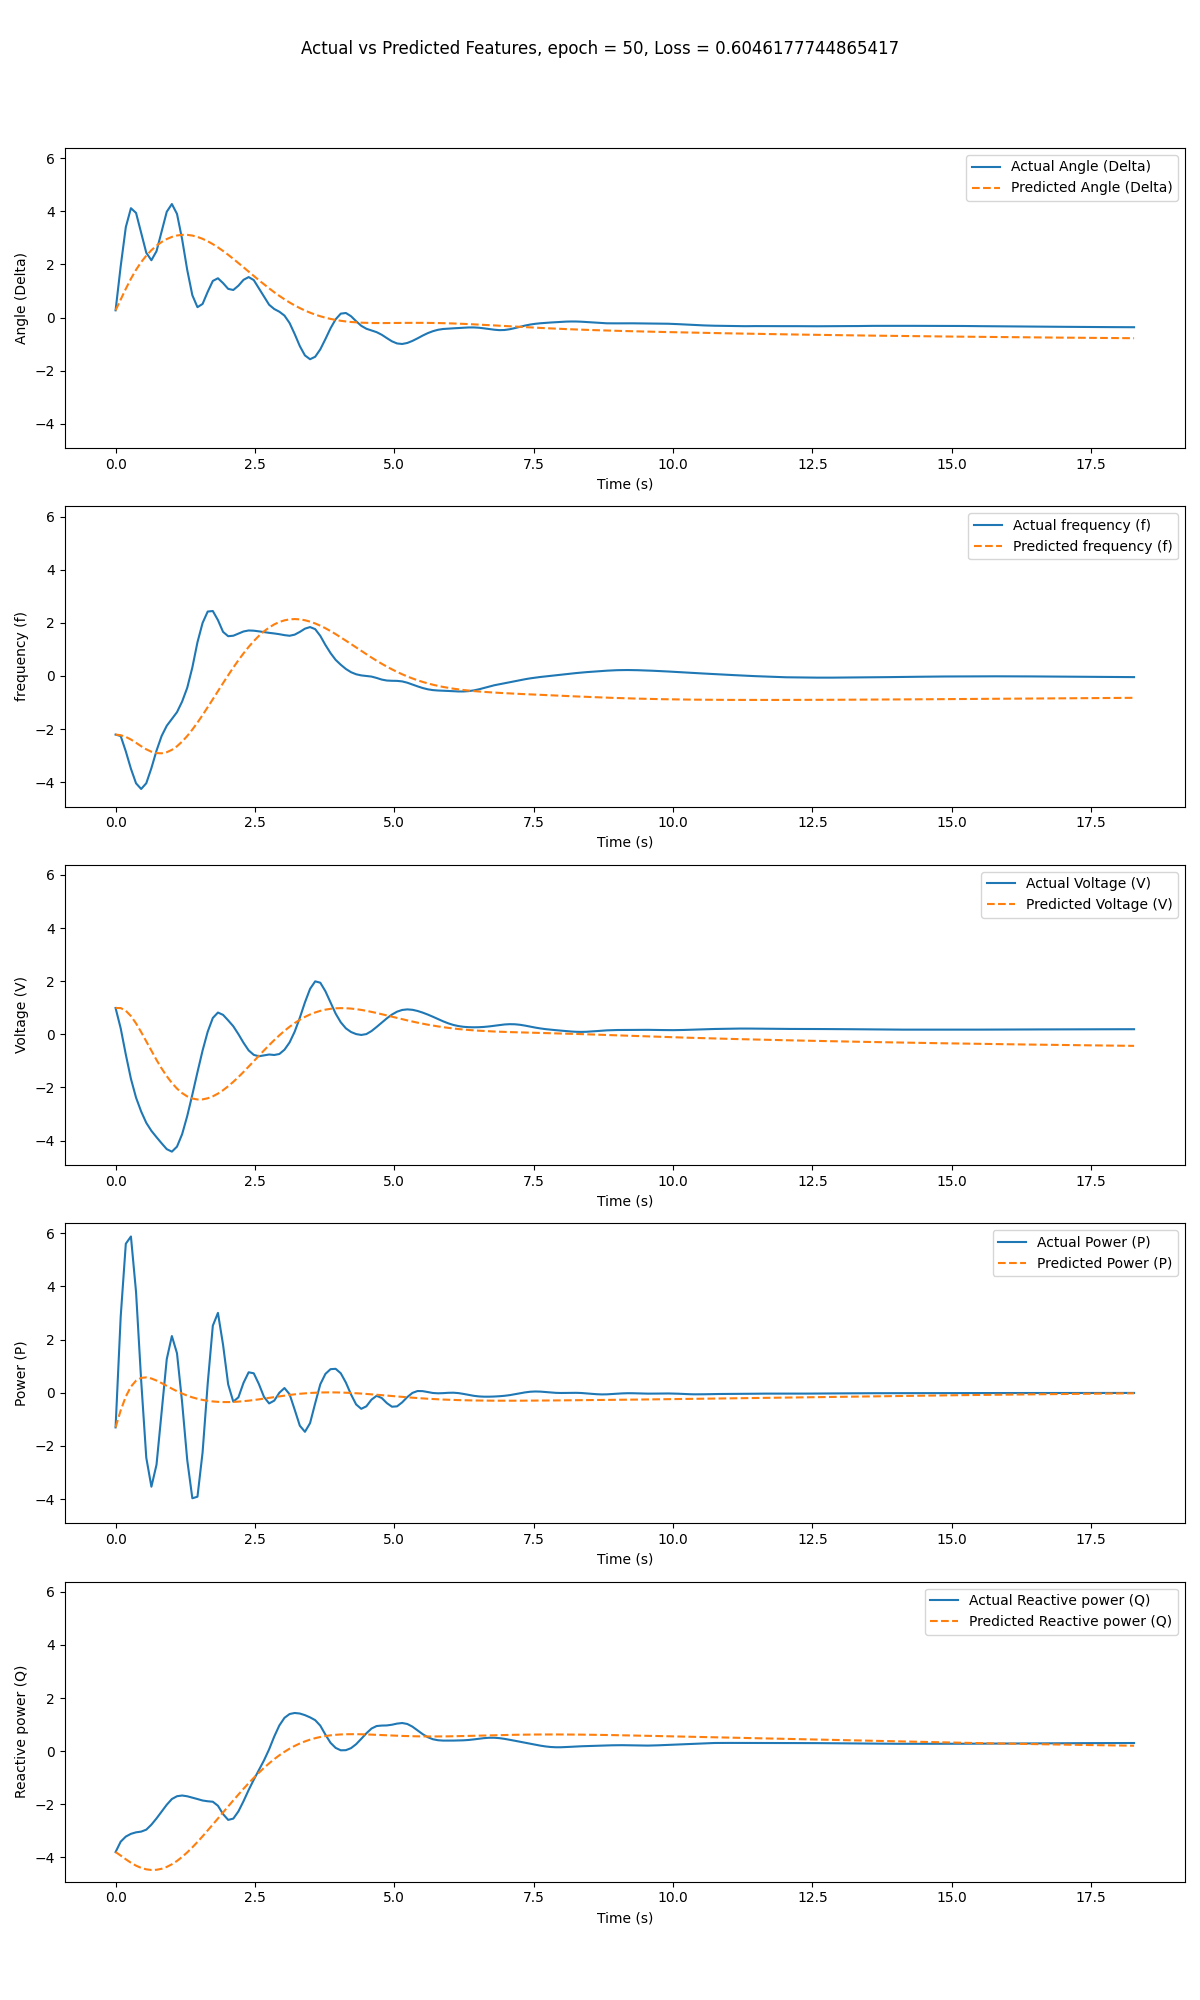 Actual vs Predicted Features, epoch = 50, Loss = 0.6046177744865417
6
4
2
0
−2
−4
Angle (Delta)
Actual Angle (Delta)
Predicted Angle (Delta)
0.0 2.5 5.0 7.5 10.0 12.5 15.0 17.5
Time (s)
6
4
2
0
−2
−4
frequency (f)
Actual frequency (f)
Predicted frequency (f)
0.0 2.5 5.0 7.5 10.0 12.5 15.0 17.5
Time (s)
6
4
2
0
−2
−4
Voltage (V)
Actual Voltage (V)
Predicted Voltage (V)
0.0 2.5 5.0 7.5 10.0 12.5 15.0 17.5
Time (s)
6
4
2
0
−2
−4
Power (P)
Actual Power (P)
Predicted Power (P)
0.0 2.5 5.0 7.5 10.0 12.5 15.0 17.5
Time (s)
6
4
2
0
−2
−4
Reactive power (Q)
Actual Reactive power (Q)
Predicted Reactive power (Q)
0.0 2.5 5.0 7.5 10.0 12.5 15.0 17.5
Time (s)